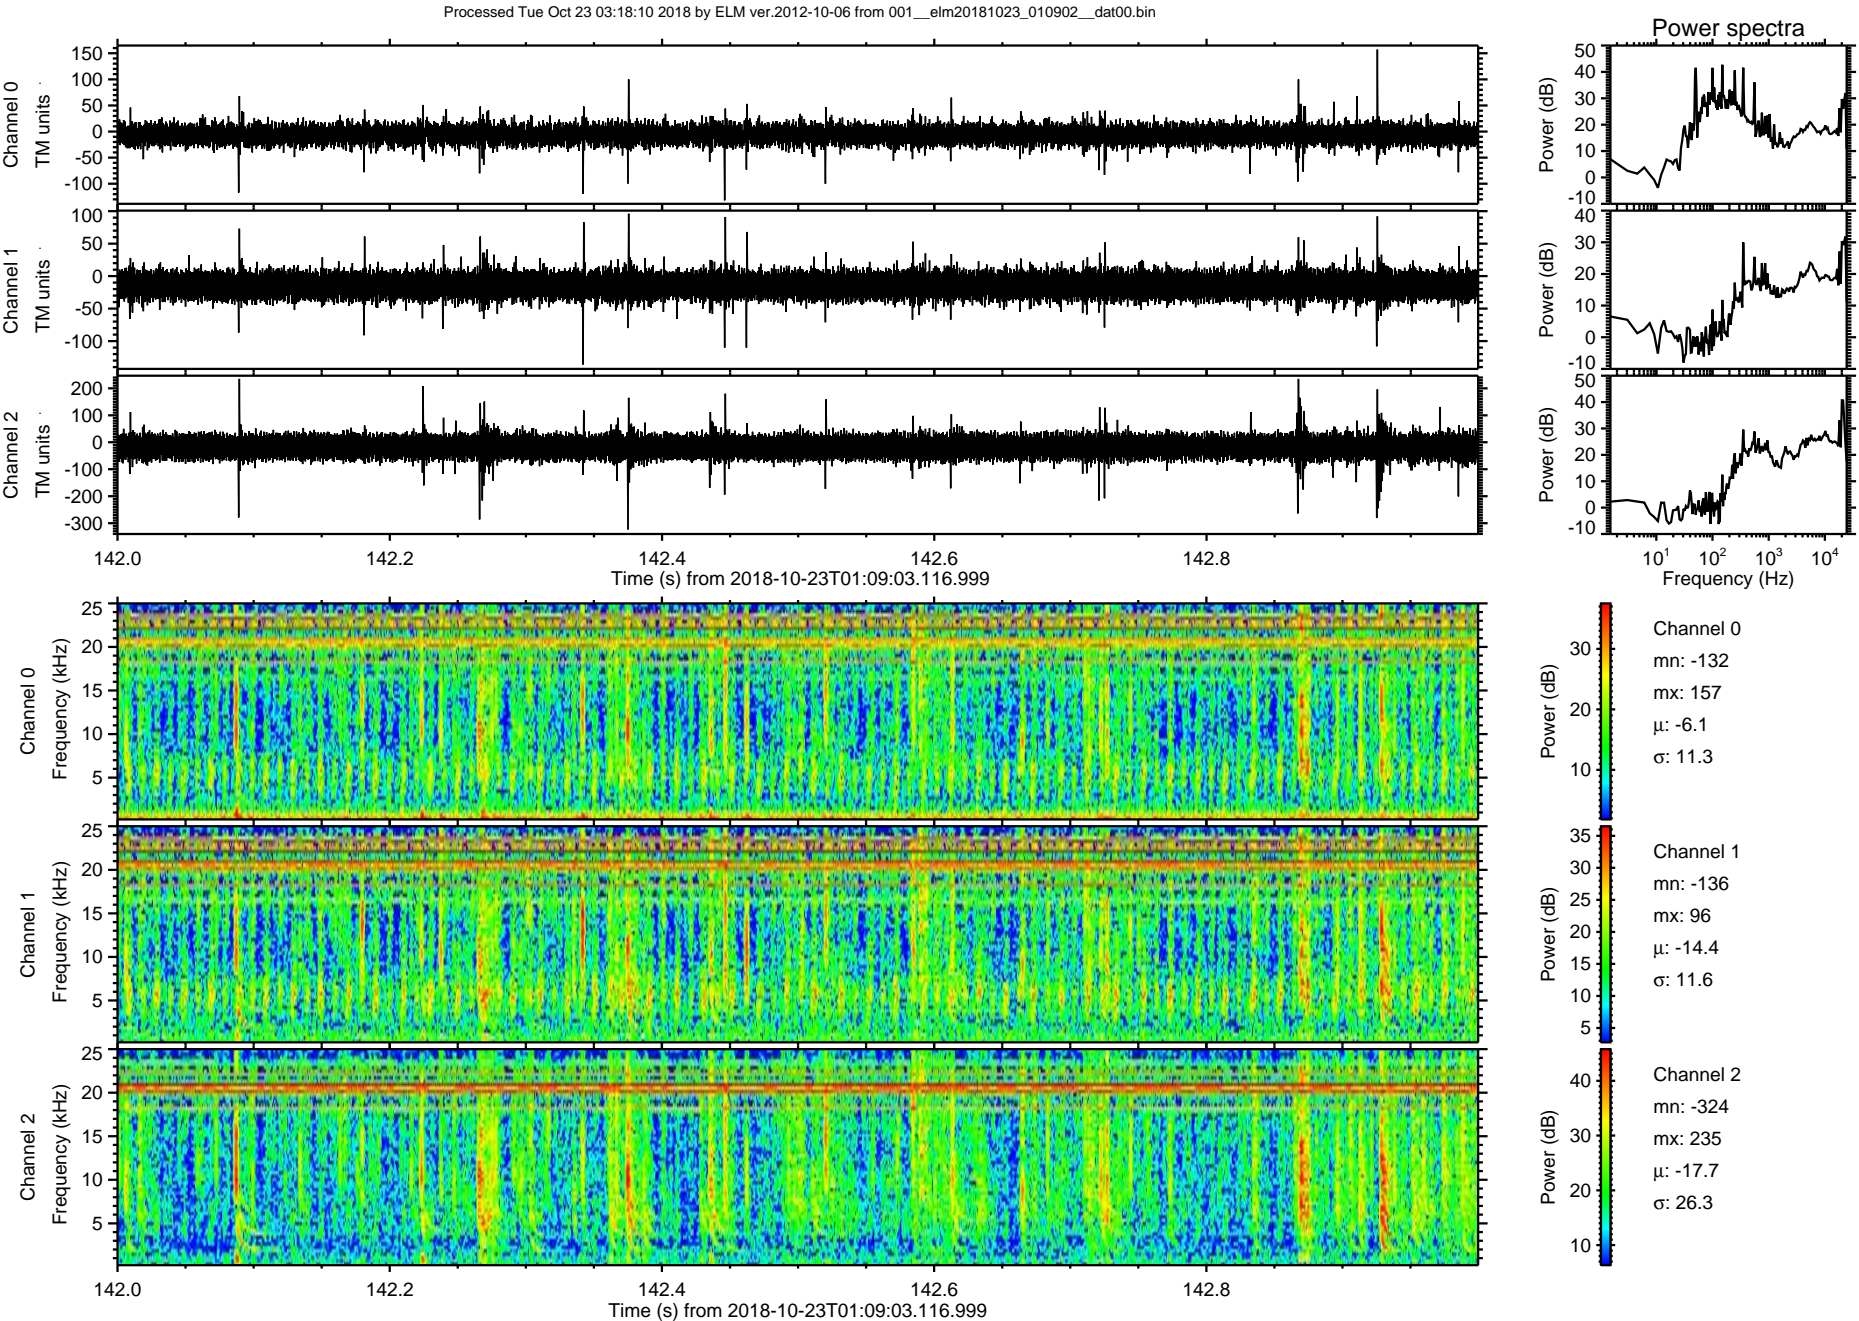 Processed Tue Oct 23 03:18:10 2018 by ELM ver.2012-10-06 from 001__elm20181023_010902__dat00.bin
Power spectra
Channel 0
TM units
150
100
50
0
-50
-100
Power (dB)
50
40
30
20
10
0
-10
Channel 1
TM units
100
50
0
-50
-100
Power (dB)
40
30
20
10
0
-10
Channel 2
TM units
200
100
0
-100
-200
-300
Power (dB)
50
40
30
20
10
0
-10
142.0 142.2 142.4 142.6 142.8
Time (s) from 2018-10-23T01:09:03.116.999
10^1 10^2 10^3 10^4
Frequency (Hz)
Channel 0
Frequency (kHz)
25
20
15
10
5
Power (dB)
30
20
10
Channel 0
mn: -132
mx: 157
μ: -6.1
σ: 11.3
Channel 1
Frequency (kHz)
25
20
15
10
5
Power (dB)
35
30
25
20
15
10
5
Channel 1
mn: -136
mx: 96
μ: -14.4
σ: 11.6
Channel 2
Frequency (kHz)
25
20
15
10
5
Power (dB)
40
30
20
10
Channel 2
mn: -324
mx: 235
μ: -17.7
σ: 26.3
142.0 142.2 142.4 142.6 142.8
Time (s) from 2018-10-23T01:09:03.116.999